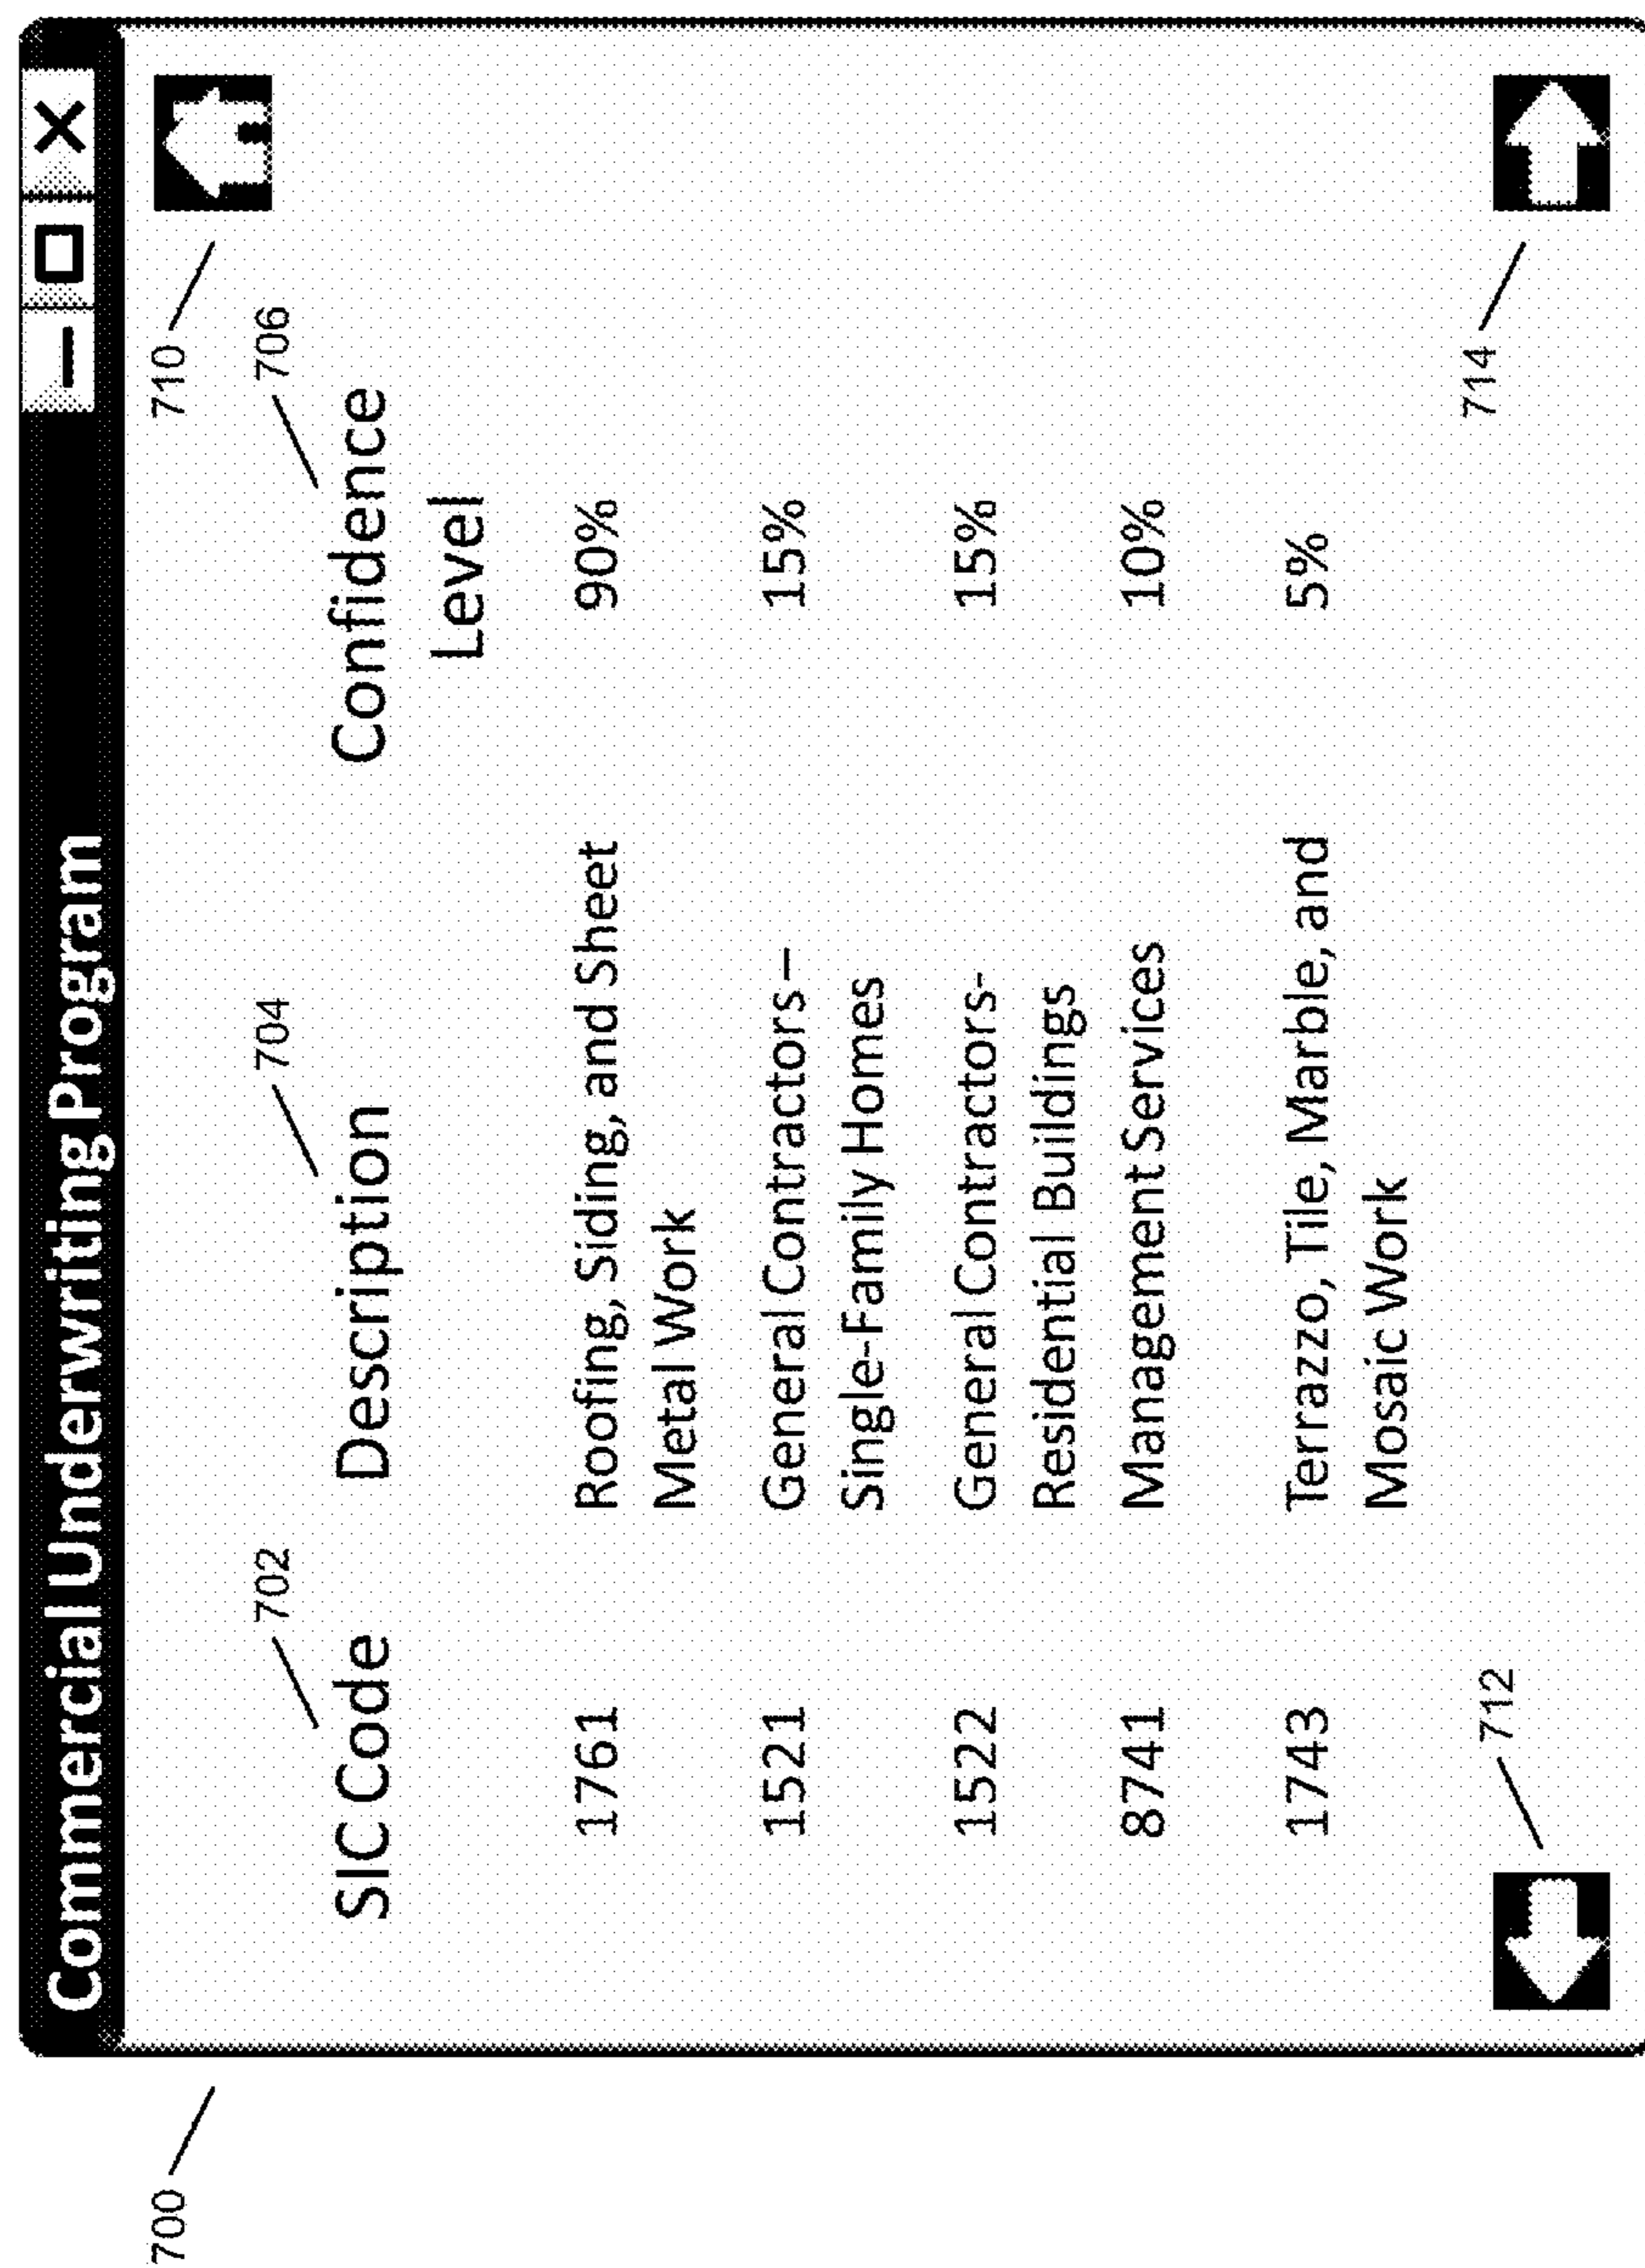 700
Commercial Underwriting Program
710
702
704
706
SIC Code Description Confidence
Level
1761 Roofing, Siding, and Sheet 90%
Metal Work
1521 General Contractors – 15%
Single-Family Homes
1522 General Contractors- 15%
Residential Buildings
8741 Management Services 10%
1743 Terrazzo, Tile, Marble, and 5%
Mosaic Work
712
714